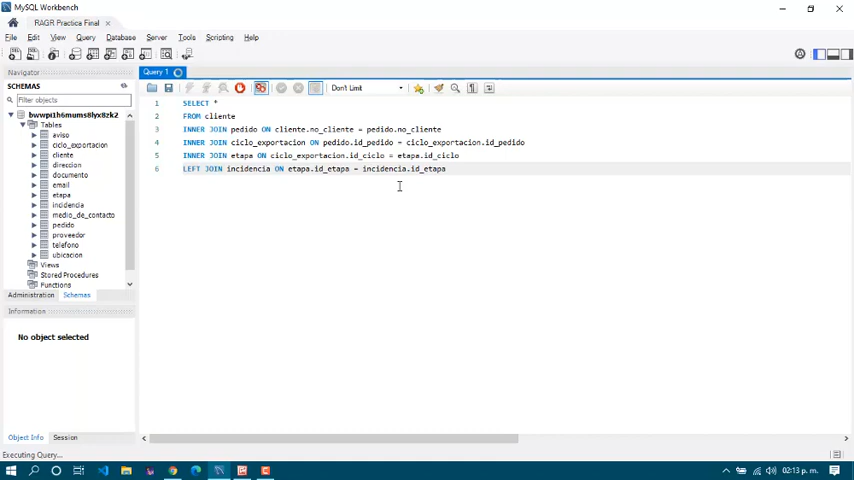 MySQL Workbench
RAGR Practica Final ×
File Edit View Query Database Server Tools Scripting Help
Navigator
SCHEMAS
Filter objects
bwwpi1h6mums8lyx8zk2
Tables
aviso
ciclo_exportacion
cliente
direccion
documento
email
etapa
incidencia
medio_de_contacto
pedido
proveedor
telefono
ubicacion
Views
Stored Procedures
Functions
Administration Schemas
Information
No object selected
Object Info Session
Query 1
Don't Limit
1 SELECT *
2 FROM cliente
3 INNER JOIN pedido ON cliente.no_cliente = pedido.no_cliente
4 INNER JOIN ciclo_exportacion ON pedido.id_pedido = ciclo_exportacion.id_pedido
5 INNER JOIN etapa ON ciclo_exportacion.id_ciclo = etapa.id_ciclo
6 LEFT JOIN incidencia ON etapa.id_etapa = incidencia.id_etapa
Executing Query...
02:13 p. m.